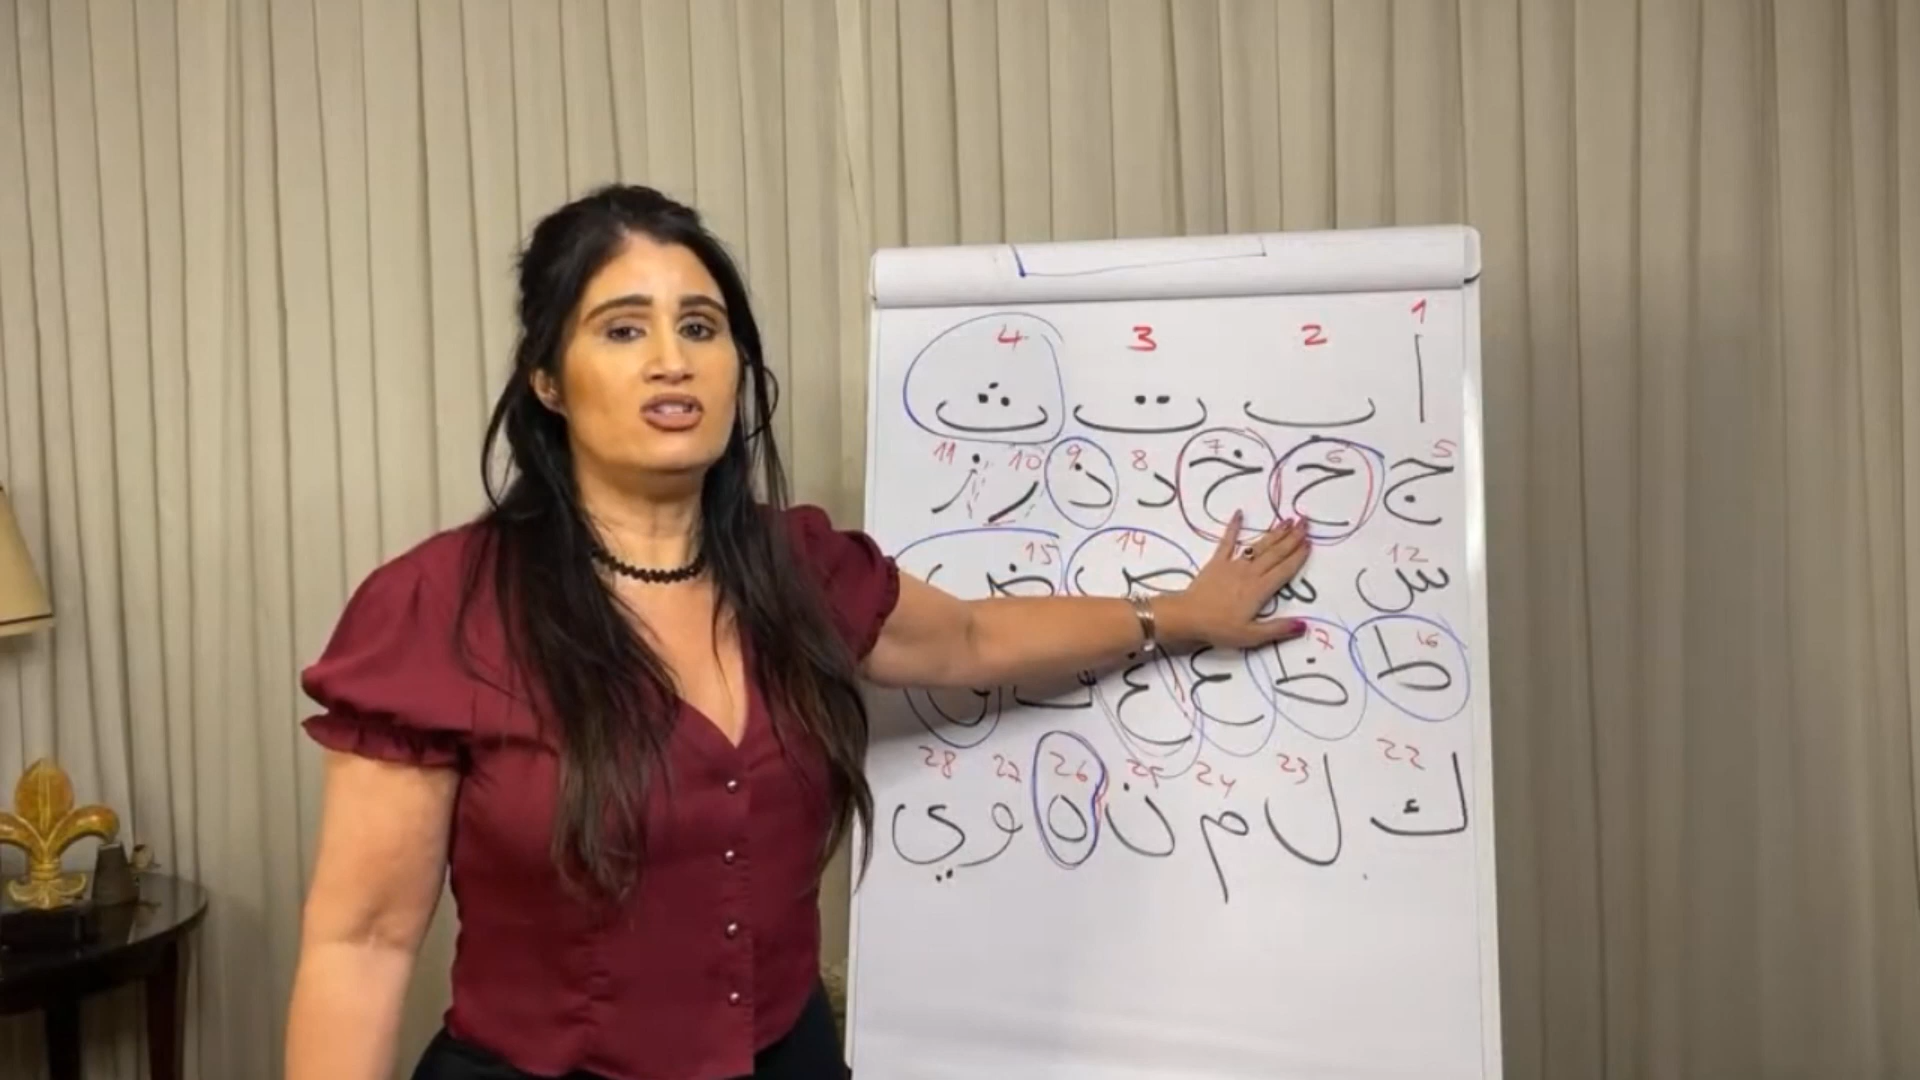 1 2 3 4
ا ب ت ث
5 6 7 8 9 10 11
ج ح خ د ذ ر ز
12 14 15
س ص ض
16 17
ط ظ ع غ
22 23 24 25 26 27 28
ك ل م ن ه و ي